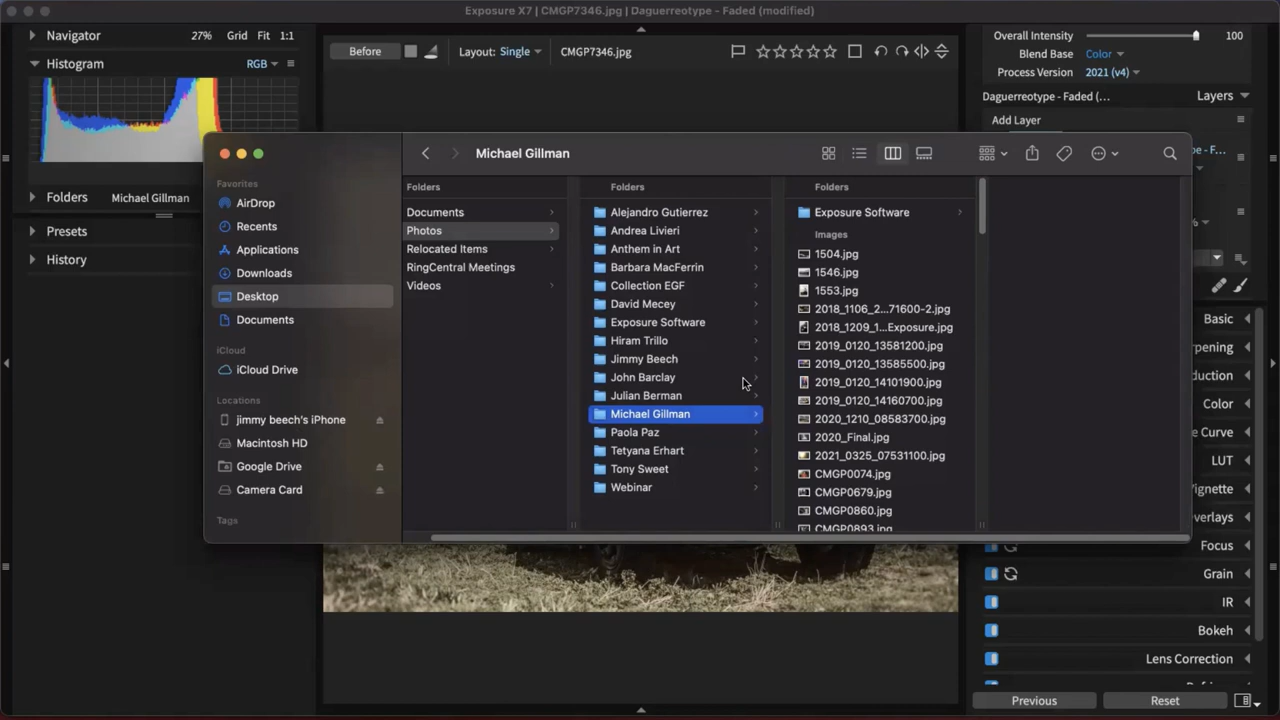 Exposure X7 | CMGP7346.jpg | Daguerreotype - Faded (modified)
Navigator 27% Grid Fit 1:1
Histogram RGB
Folders Michael Gillman
Presets
History
Before Layout: Single CMGP7346.jpg
Overall Intensity 100
Blend Base Color
Process Version 2021 (v4)
Daguerreotype - Faded (... Layers
Add Layer
Michael Gillman
Favorites
AirDrop
Recents
Applications
Downloads
Desktop
Documents
iCloud
iCloud Drive
Locations
jimmy beech's iPhone
Macintosh HD
Google Drive
Camera Card
Tags
Folders
Documents
Photos
Relocated Items
RingCentral Meetings
Videos
Folders
Alejandro Gutierrez
Andrea Livieri
Anthem in Art
Barbara MacFerrin
Collection EGF
David Mecey
Exposure Software
Hiram Trillo
Jimmy Beech
John Barclay
Julian Berman
Michael Gillman
Paola Paz
Tetyana Erhart
Tony Sweet
Webinar
Folders
Exposure Software
Images
1504.jpg
1546.jpg
1553.jpg
2018_1106_2...71600-2.jpg
2018_1209_1...Exposure.jpg
2019_0120_13581200.jpg
2019_0120_13585500.jpg
2019_0120_14101900.jpg
2019_0120_14160700.jpg
2020_1210_08583700.jpg
2020_Final.jpg
2021_0325_07531100.jpg
CMGP0074.jpg
CMGP0679.jpg
CMGP0860.jpg
CMGP0893.jpg
pe - F...
%
Basic
rpening
duction
Color
e Curve
LUT
ignette
verlays
Focus
Grain
IR
Bokeh
Lens Correction
Previous Reset